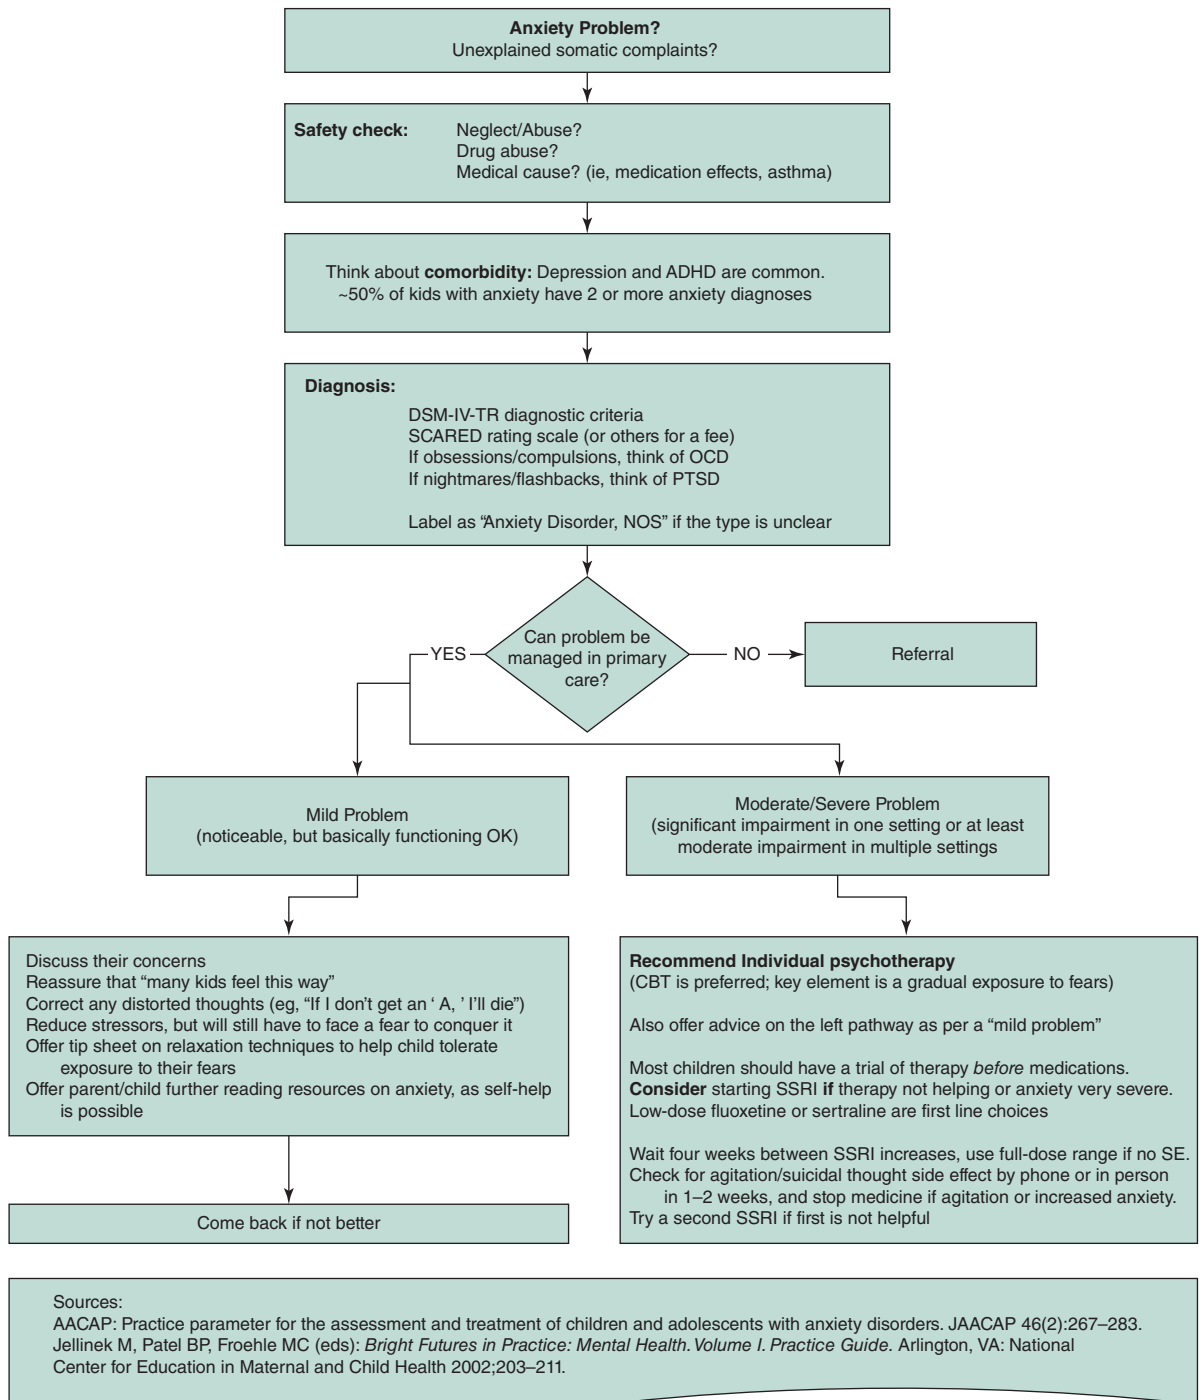 Anxiety Problem?
Unexplained somatic complaints?
Safety check: Neglect/Abuse?
Drug abuse?
Medical cause? (ie, medication effects, asthma)
Think about comorbidity: Depression and ADHD are common.
~50% of kids with anxiety have 2 or more anxiety diagnoses
Diagnosis:
DSM-IV-TR diagnostic criteria
SCARED rating scale (or others for a fee)
If obsessions/compulsions, think of OCD
If nightmares/flashbacks, think of PTSD
Label as “Anxiety Disorder, NOS” if the type is unclear
Can problem be
managed in primary
care?
YES
NO
Referral
Mild Problem
(noticeable, but basically functioning OK)
Moderate/Severe Problem
(significant impairment in one setting or at least
moderate impairment in multiple settings
Discuss their concerns
Reassure that “many kids feel this way”
Correct any distorted thoughts (eg, “If I don’t get an ‘ A, ’ I’ll die”)
Reduce stressors, but will still have to face a fear to conquer it
Offer tip sheet on relaxation techniques to help child tolerate
exposure to their fears
Offer parent/child further reading resources on anxiety, as self-help
is possible
Come back if not better
Recommend Individual psychotherapy
(CBT is preferred; key element is a gradual exposure to fears)
Also offer advice on the left pathway as per a “mild problem”
Most children should have a trial of therapy before medications.
Consider starting SSRI if therapy not helping or anxiety very severe.
Low-dose fluoxetine or sertraline are first line choices
Wait four weeks between SSRI increases, use full-dose range if no SE.
Check for agitation/suicidal thought side effect by phone or in person
in 1–2 weeks, and stop medicine if agitation or increased anxiety.
Try a second SSRI if first is not helpful
Sources:
AACAP: Practice parameter for the assessment and treatment of children and adolescents with anxiety disorders. JAACAP 46(2):267–283.
Jellinek M, Patel BP, Froehle MC (eds): Bright Futures in Practice: Mental Health. Volume I. Practice Guide. Arlington, VA: National
Center for Education in Maternal and Child Health 2002;203–211.